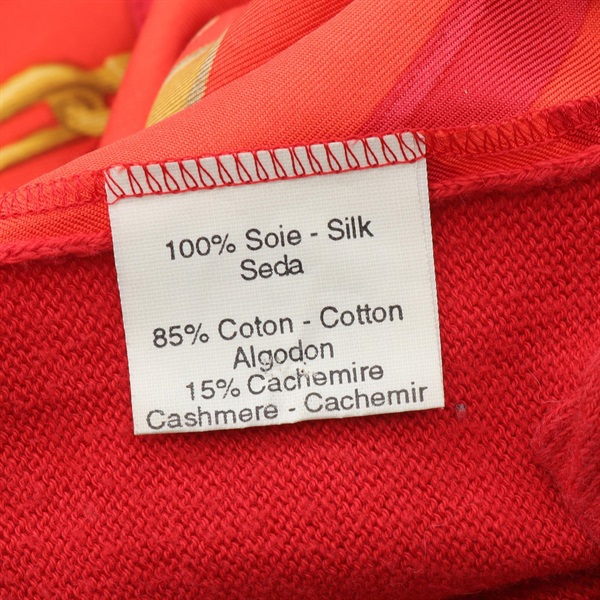 100% Soie - Silk
Seda
85% Coton - Cotton
Algodon
15% Cachemire
Cashmere - Cachemir